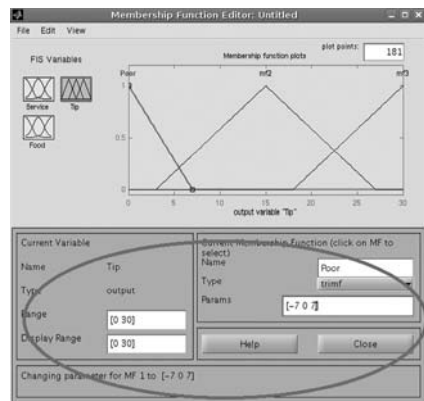 Membership Function Editor: Untitled
File Edit View
FIS Variables
Service
Tip
Food
Membership function plots
plot points:
181
Poor
mf2
mf3
1
0.5
0
0 5 10 15 20 25 30
output variable "Tip"
Current Variable
Name Tip
Type output
Range [0 30]
Display Range [0 30]
Current Membership Function (click on MF to select)
Name Poor
Type trimf
Params [-7 0 7]
Help
Close
Changing parameter for MF 1 to [-7 0 7]